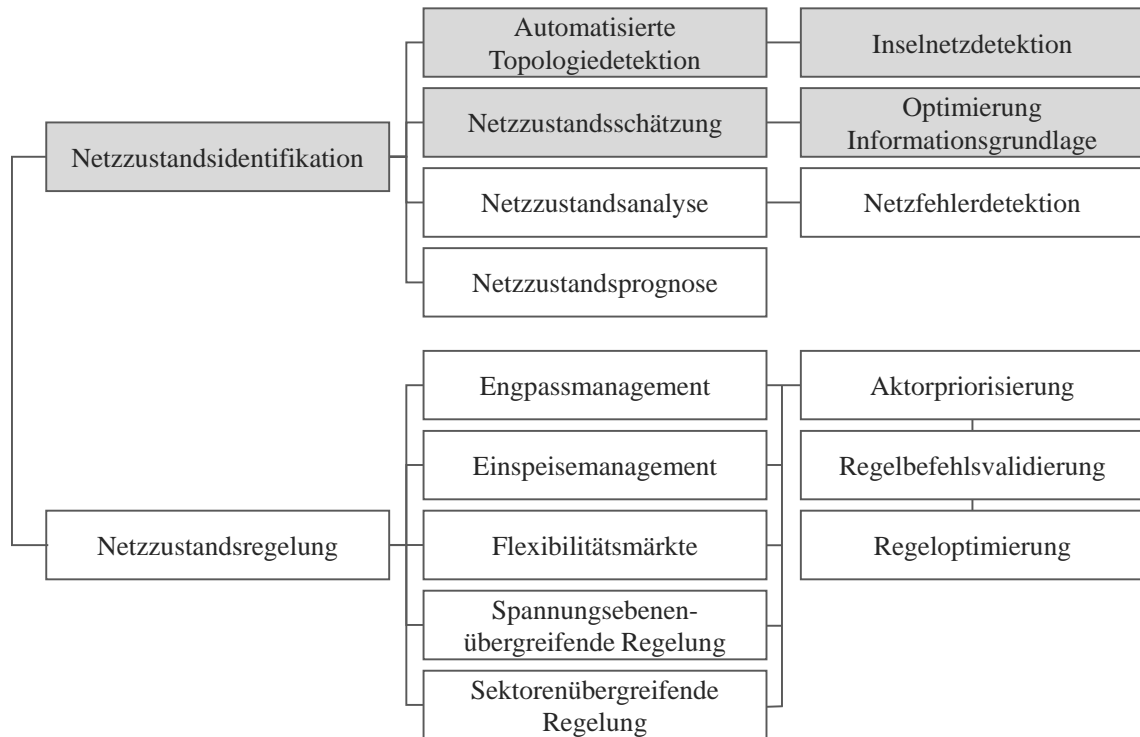 Automatisierte
Topologiedetektion
Inselnetzdetektion
Netzzustandsidentifikation
Netzzustandsschätzung
Optimierung
Informationsgrundlage
Netzzustandsanalyse
Netzfehlerdetektion
Netzzustandsprognose
Engpassmanagement
Aktorpriorisierung
Einspeisemanagement
Regelbefehlsvalidierung
Netzzustandsregelung
Flexibilitätsmärkte
Regeloptimierung
Spannungsebenen-
übergreifende Regelung
Sektorenübergreifende
Regelung